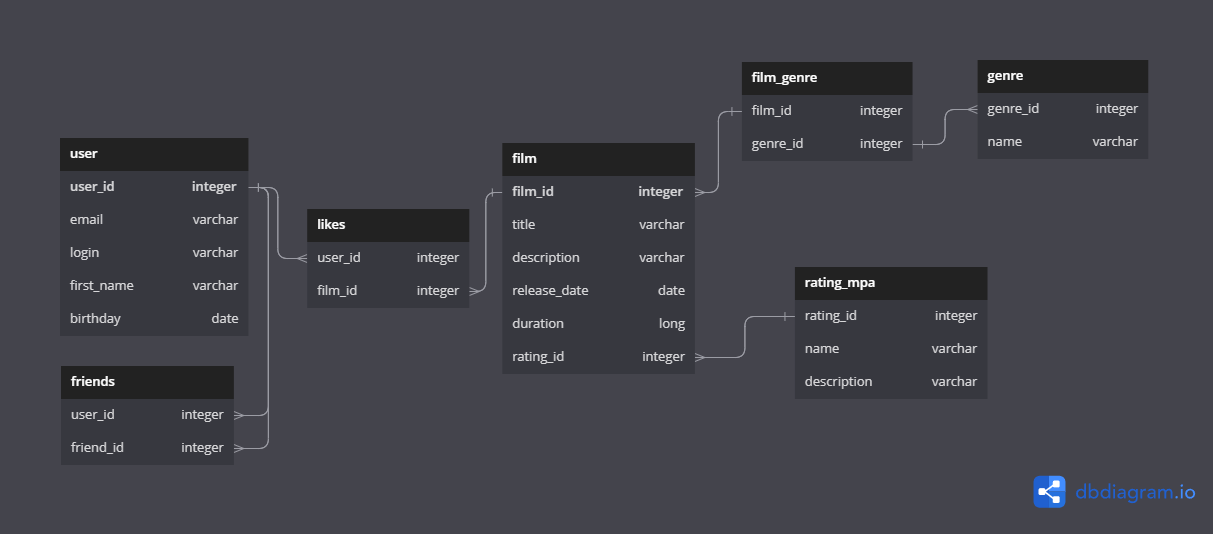 user
user_id integer
email varchar
login varchar
first_name varchar
birthday date
friends
user_id integer
friend_id integer
likes
user_id integer
film_id integer
film
film_id integer
title varchar
description varchar
release_date date
duration long
rating_id integer
film_genre
film_id integer
genre_id integer
genre
genre_id integer
name varchar
rating_mpa
rating_id integer
name varchar
description varchar
dbdiagram.io